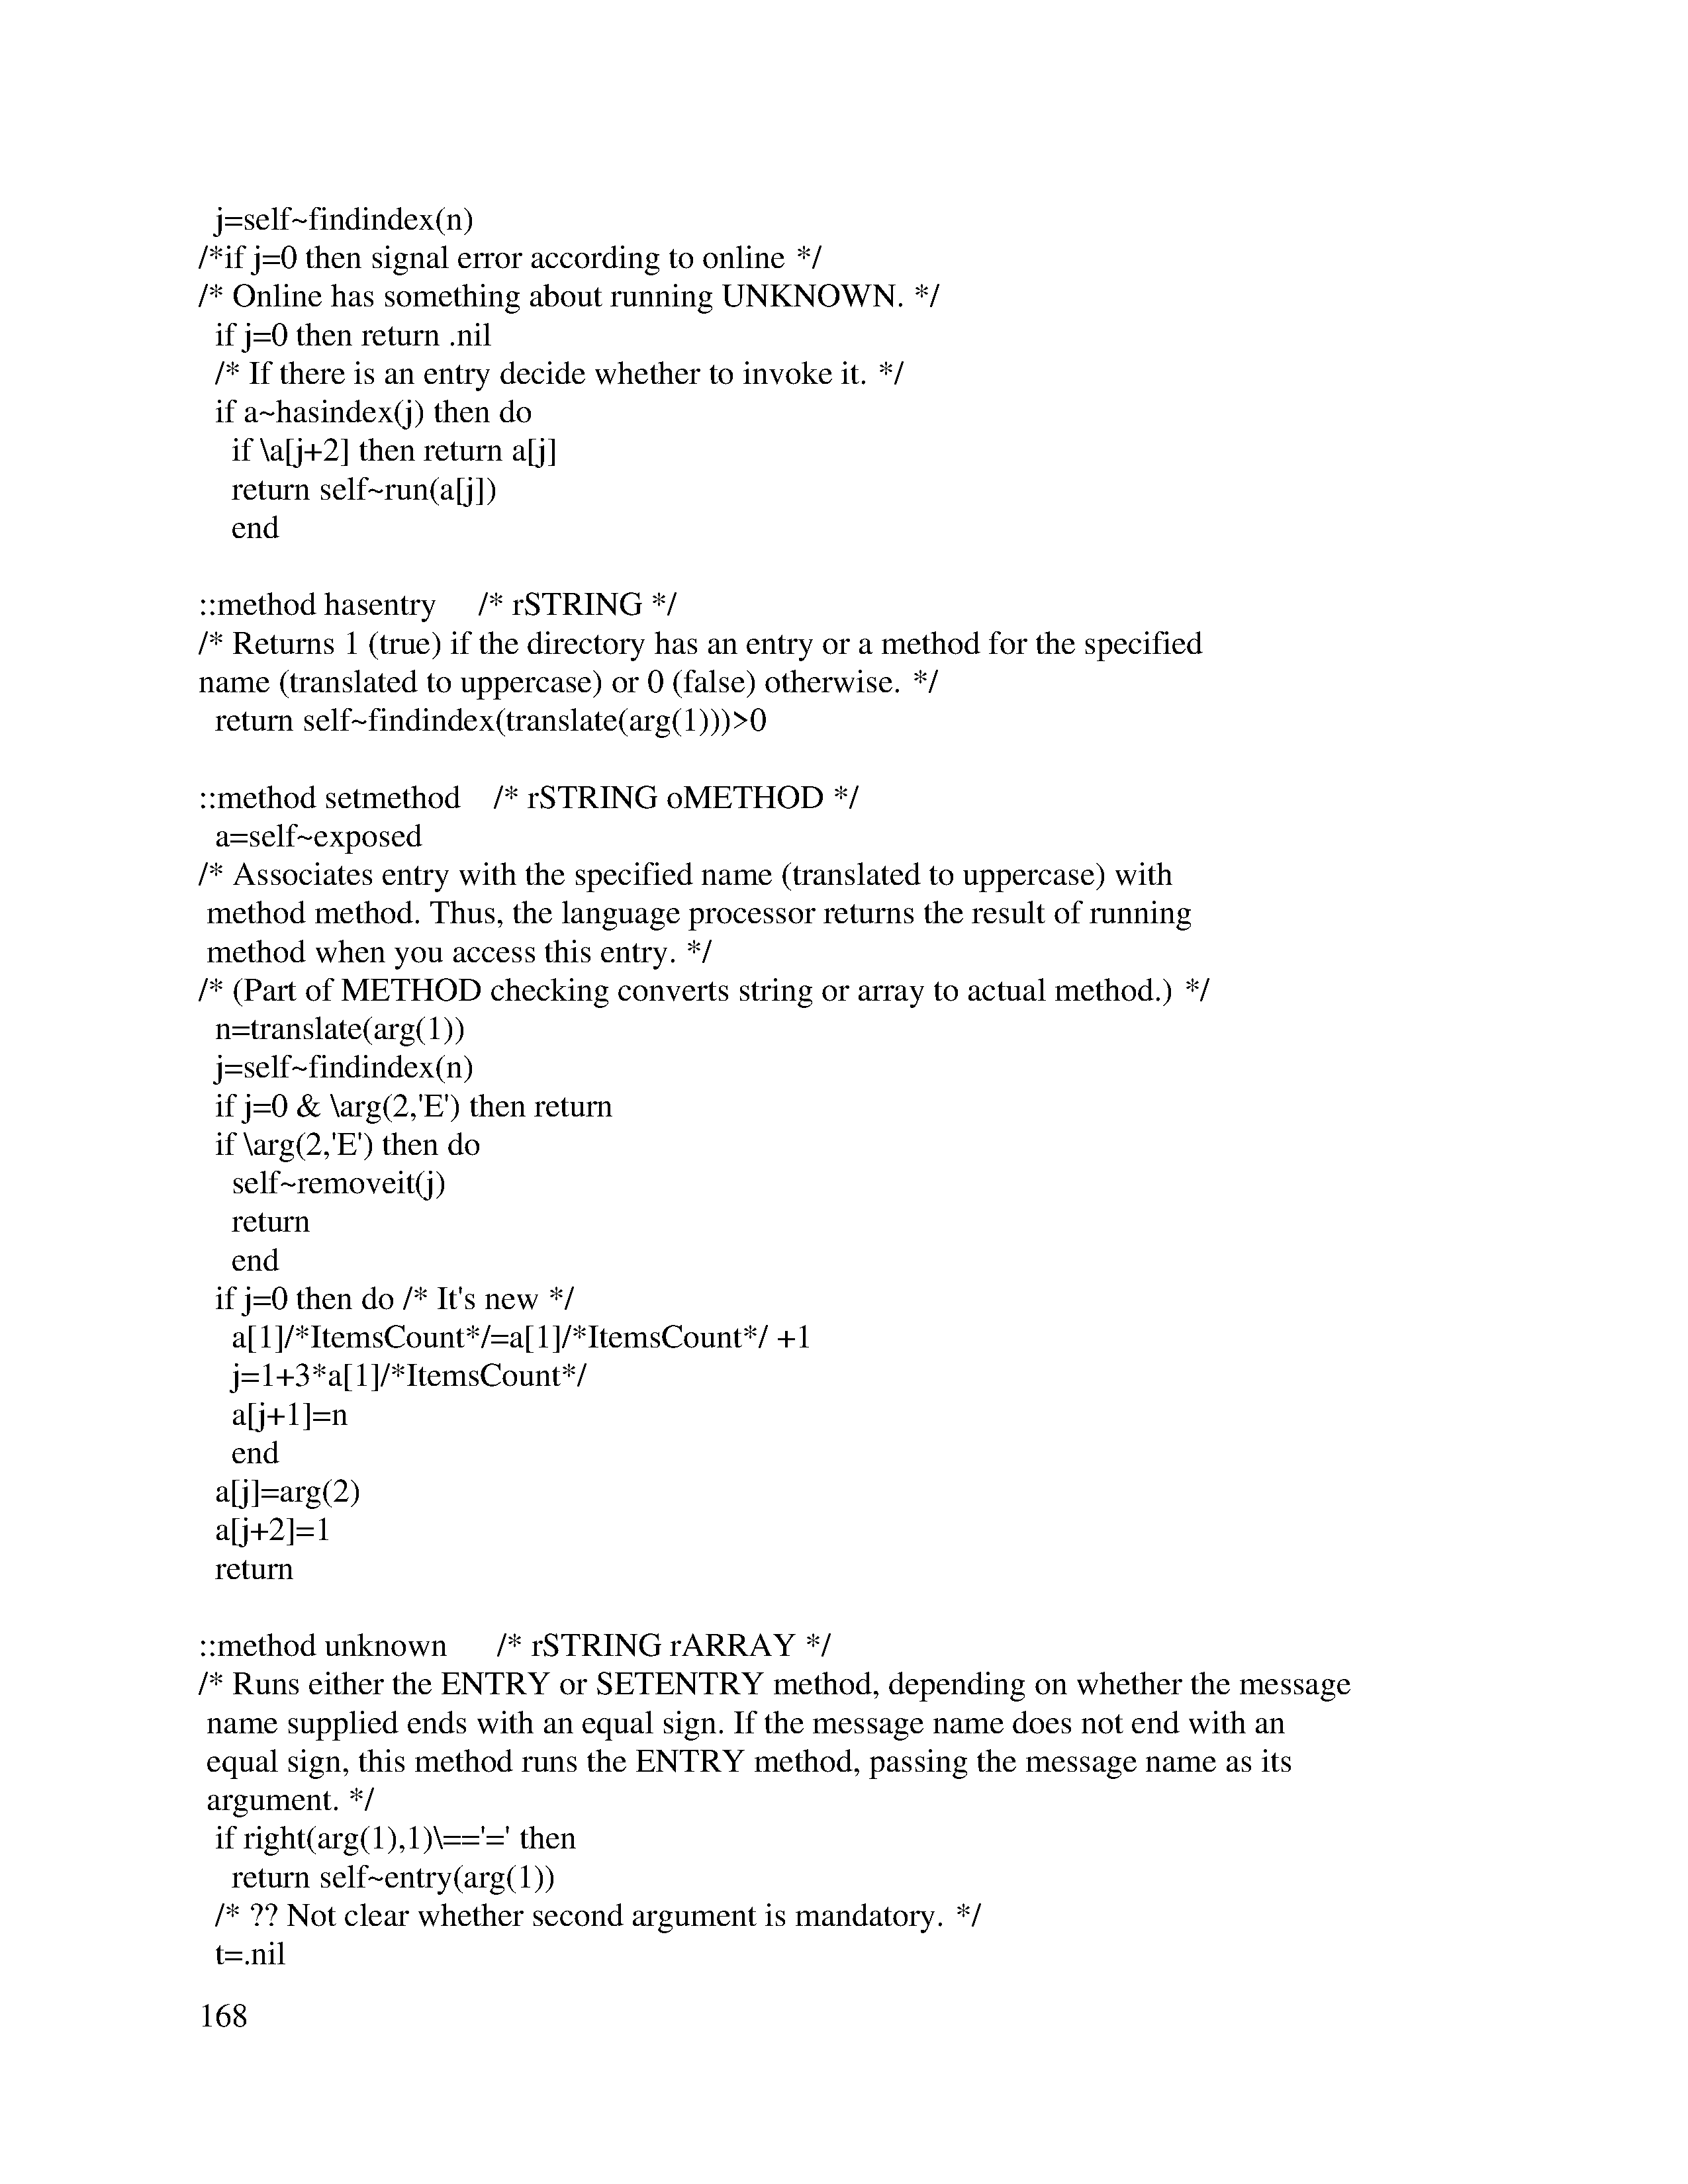 j=self~findindex(n)
/*if j=0 then signal error according to online */
/* Online has something about running UNKNOWN. */
if j=0 then return .nil
/* If there is an entry decide whether to invoke it. */
if a~hasindex(j) then do
if \a[j+2] then return a[j]
return self~run(a[j])
end
::method hasentry /* rSTRING */
/* Returns 1 (true) if the directory has an entry or a method for the specified
name (translated to uppercase) or 0 (false) otherwise. */
return self~findindex(translate(arg(1)))>0
::method setmethod /* rSTRING oMETHOD */
a=self~exposed
/* Associates entry with the specified name (translated to uppercase) with
method method. Thus, the language processor returns the result of running
method when you access this entry. */
/* (Part of METHOD checking converts string or array to actual method.) */
n=translate(arg(1))
j=self~findindex(n)
if j=0 & \arg(2,'E') then return
if \arg(2,'E') then do
self~removeit(j)
return
end
if j=0 then do /* It's new */
a[1]/*ItemsCount*/=a[1]/*ItemsCount*/ +1
j=1+3*a[1]/*ItemsCount*/
a[j+1]=n
end
a[j]=arg(2)
a[j+2]=1
return
::method unknown /* rSTRING rARRAY */
/* Runs either the ENTRY or SETENTRY method, depending on whether the message
name supplied ends with an equal sign. If the message name does not end with an
equal sign, this method runs the ENTRY method, passing the message name as its
argument. */
if right(arg(1),1)\=='=' then
return self~entry(arg(1))
/* ?? Not clear whether second argument is mandatory. */
t=.nil
168